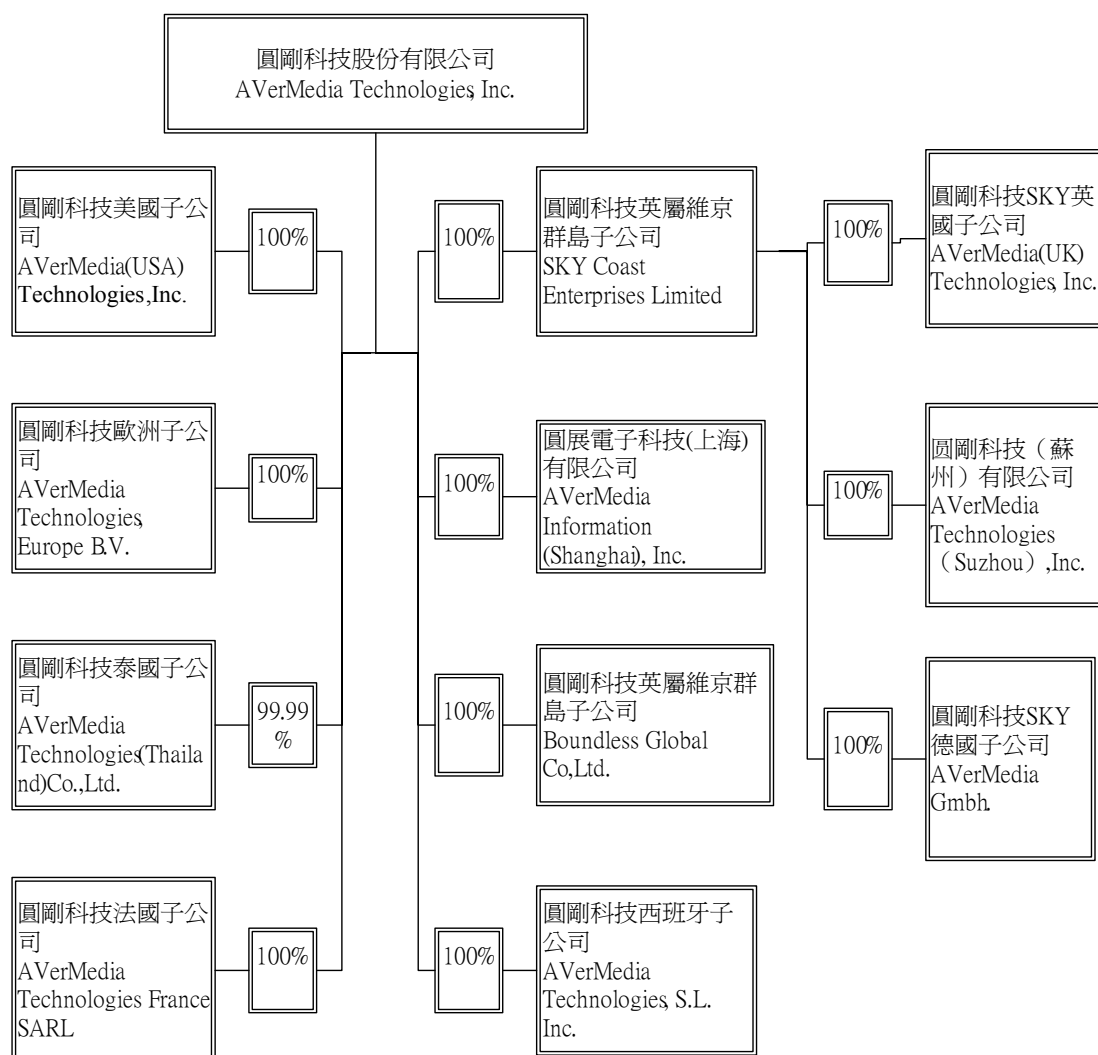 圓剛科技股份有限公司
AVerMedia Technologies, Inc.
圓剛科技美國子公
司
AVerMedia(USA)
Technologies,Inc.
100%
100%
圓剛科技英屬維京
群島子公司
SKY Coast
Enterprises Limited
100%
圓剛科技SKY英
國子公司
AVerMedia(UK)
Technologies, Inc.
圓剛科技歐洲子公
司
AVerMedia
Technologies,
Europe B.V.
100%
100%
圓展電子科技(上海)
有限公司
AVerMedia
Information
(Shanghai), Inc.
100%
圆剛科技（蘇
州）有限公司
AVerMedia
Technologies
（Suzhou）,Inc.
圓剛科技泰國子公
司
AVerMedia
Technologies(Thaila
nd)Co.,Ltd.
99.99
%
100%
圓剛科技英屬維京群
島子公司
Boundless Global
Co,Ltd.
100%
圓剛科技SKY
德國子公司
AVerMedia
Gmbh.
圓剛科技法國子公
司
AVerMedia
Technologies France
SARL
100%
100%
圓剛科技西班牙子
公司
AVerMedia
Technologies, S.L.
Inc.